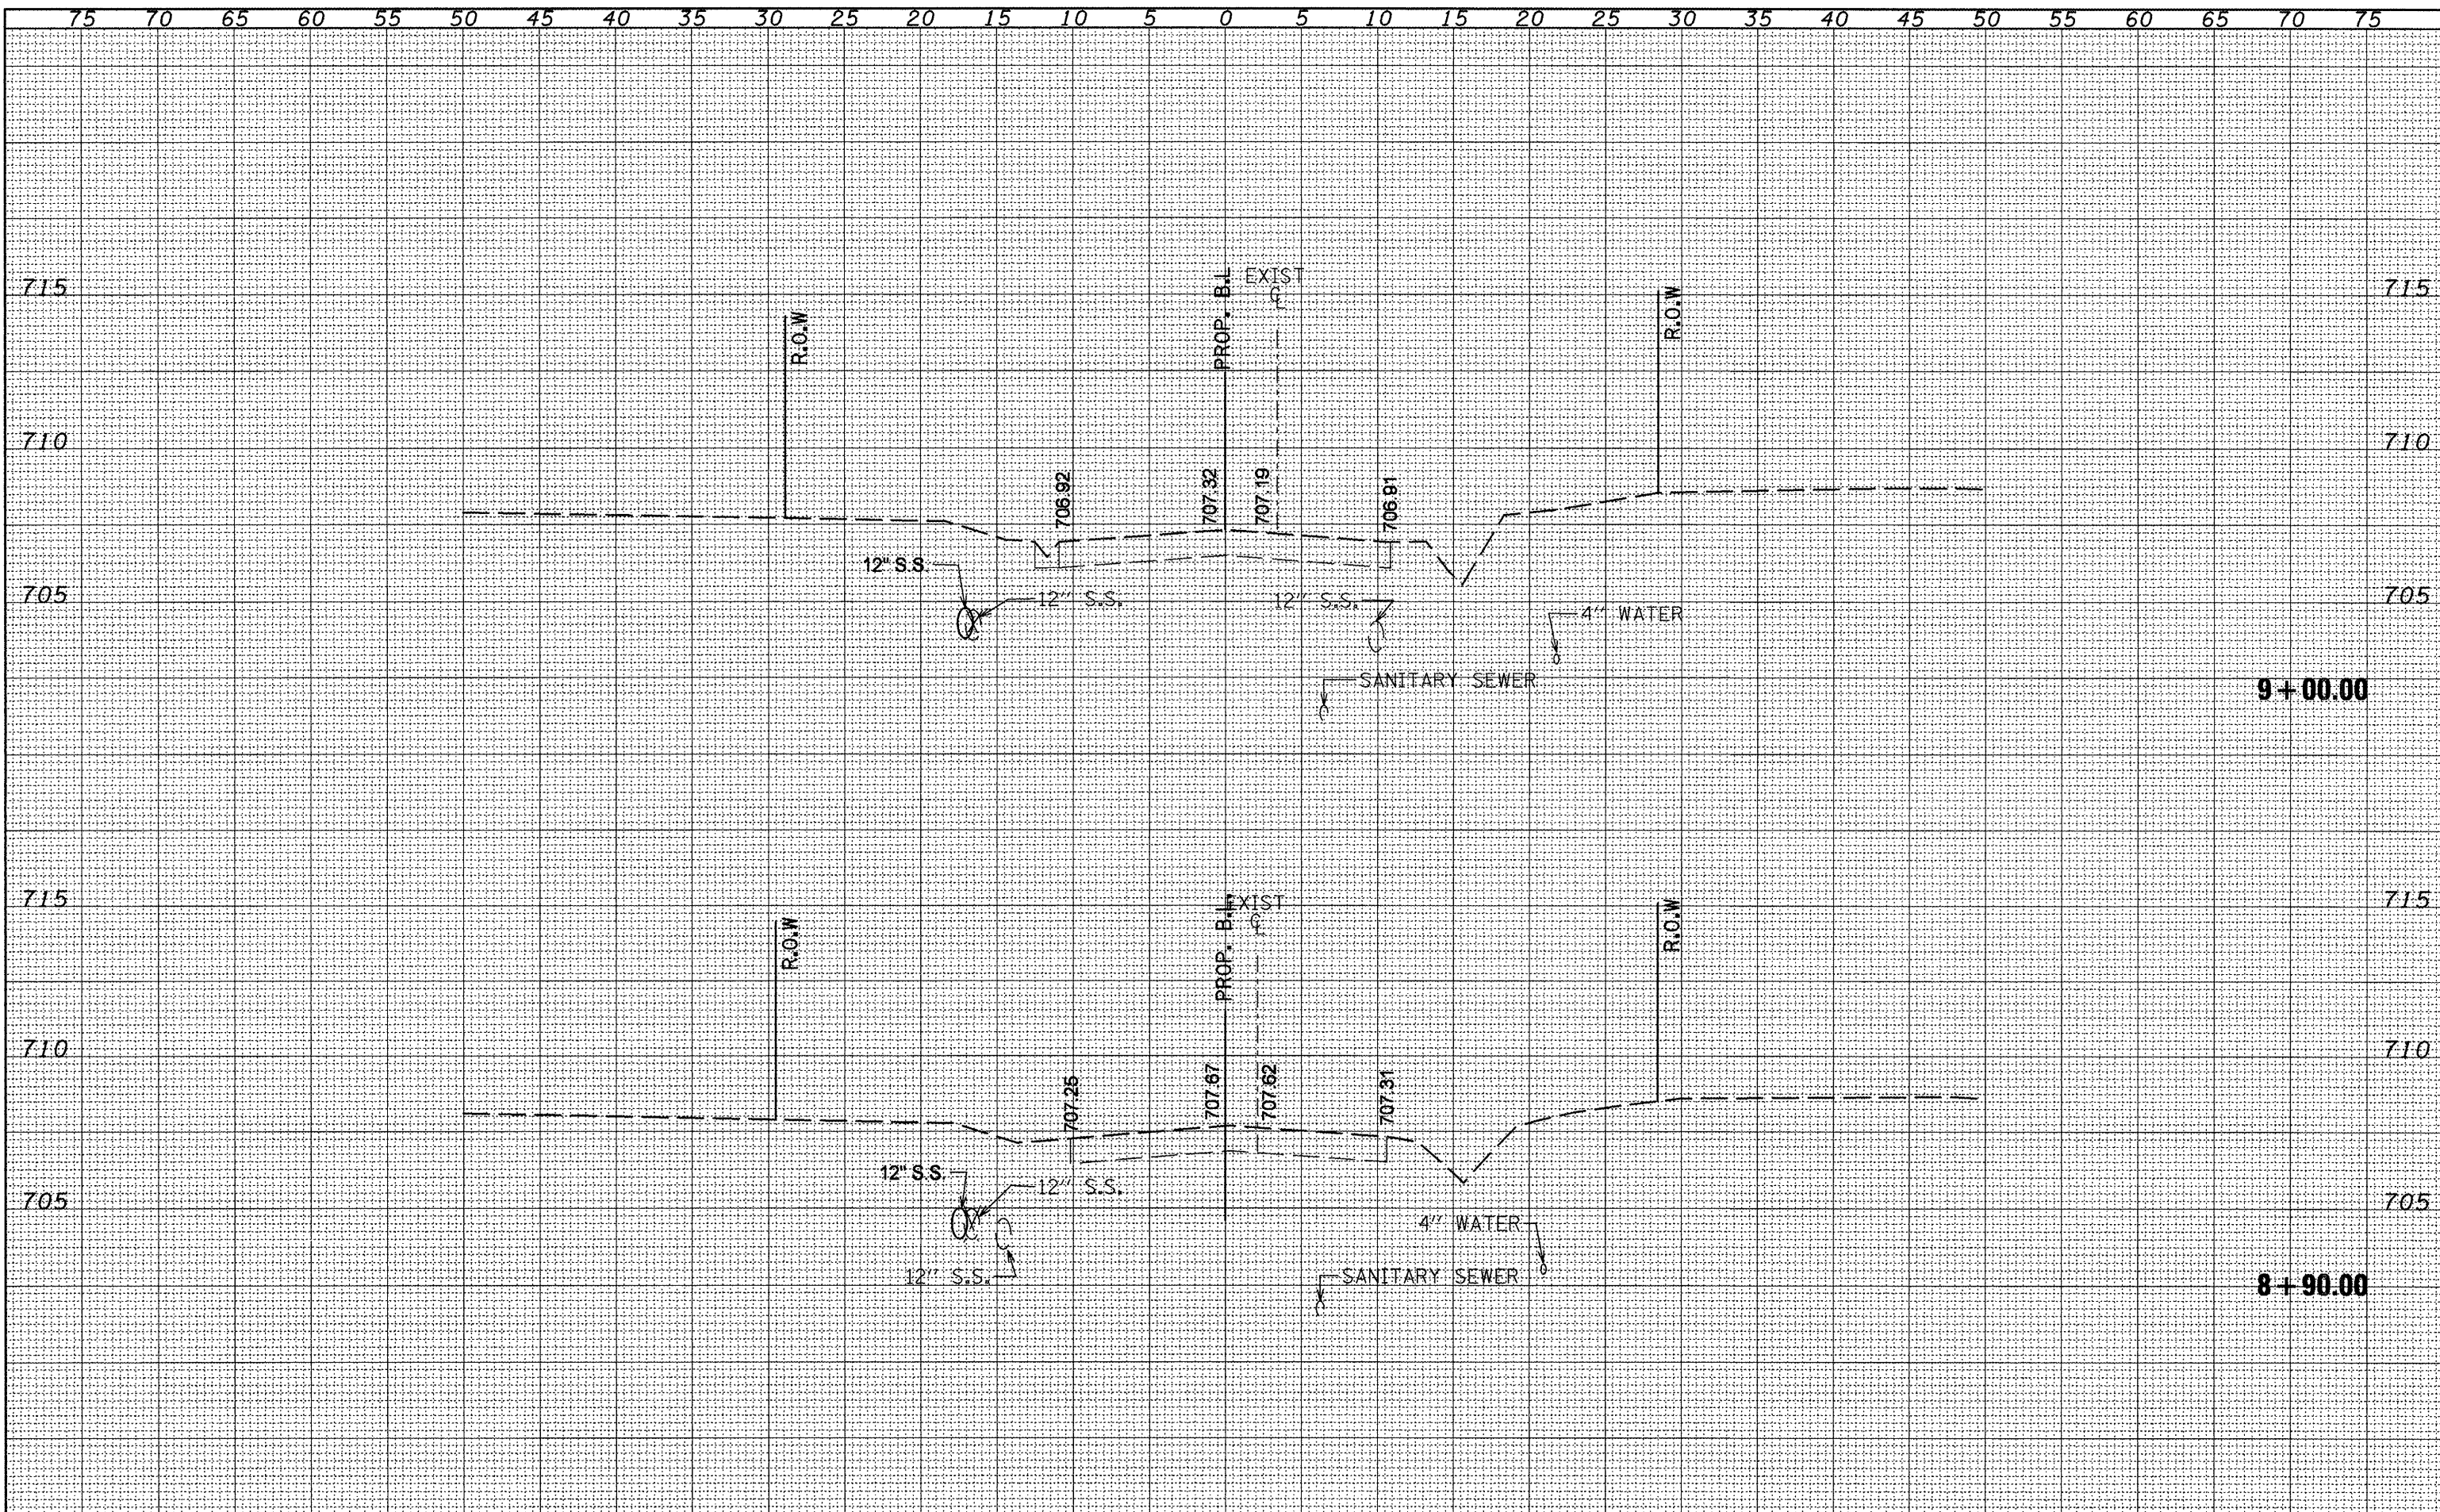 75 70 65 60 55 50 45 40 35 30 25 20 15 10 5 0 5 10 15 20 25 30 35 40 45 50 55 60 65 70 75
EXIST
℄
PROP. B.L
R.O.W
R.O.W
715 715
710 710
706.92
707.32
707.19
706.91
12" S.S.
12'' S.S.
12'' S.S.
705 705
4'' WATER
SANITARY SEWER
9+00.00
EXIST
℄
PROP. B.L.
R.O.W
R.O.W
715 715
710 710
707.25
707.67
707.62
707.31
12" S.S.
12'' S.S.
705 705
4'' WATER
12'' S.S.
SANITARY SEWER
8+90.00